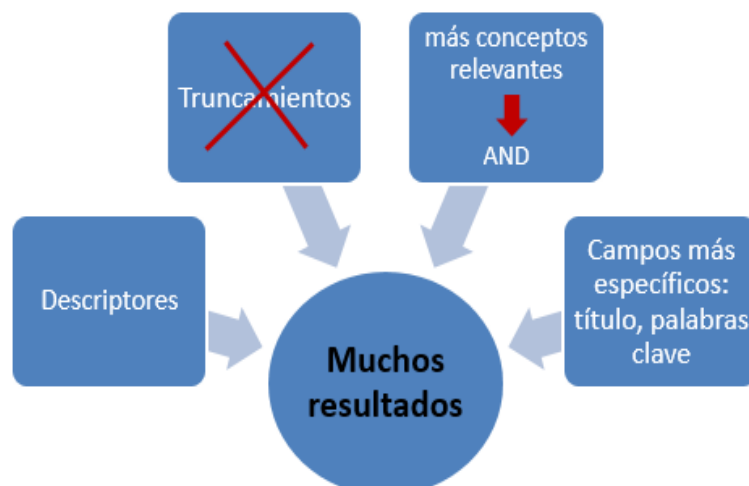 Truncamientos
más conceptos
relevantes
AND
Descriptores
Campos más
específicos:
título, palabras
clave
Muchos
resultados